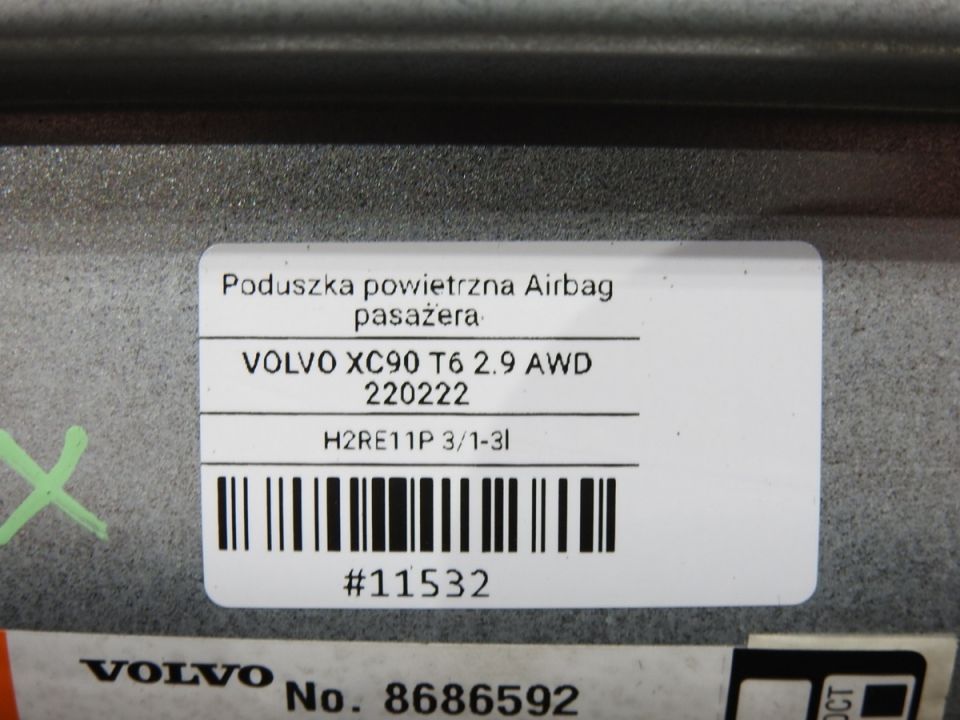 Poduszka powietrzna Airbag
pasażera
VOLVO XC90 T6 2.9 AWD
220222
H2RE11P 3/1-3l
#11532
VOLVO No. 8686592